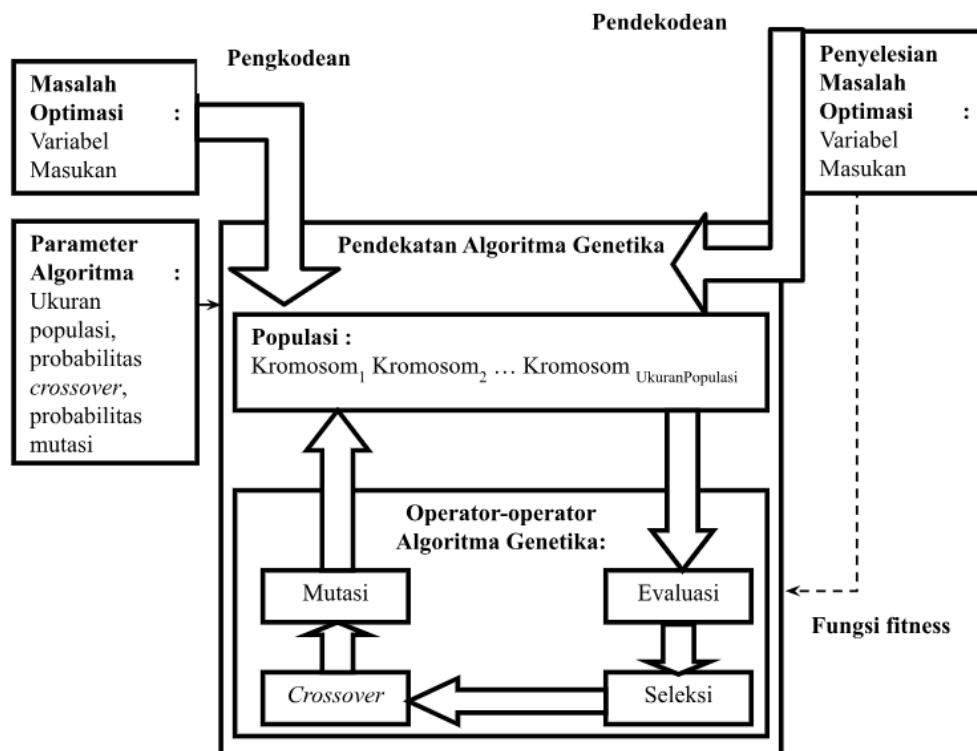 Pendekodean
Pengkodean
Masalah
Optimasi :
Variabel
Masukan
Penyelesian
Masalah
Optimasi :
Variabel
Masukan
Parameter
Algoritma :
Ukuran
populasi,
probabilitas
crossover,
probabilitas
mutasi
Pendekatan Algoritma Genetika
Populasi :
Kromosom1 Kromosom2 … Kromosom UkuranPopulasi
Operator-operator
Algoritma Genetika:
Mutasi
Evaluasi
Fungsi fitness
Crossover
Seleksi